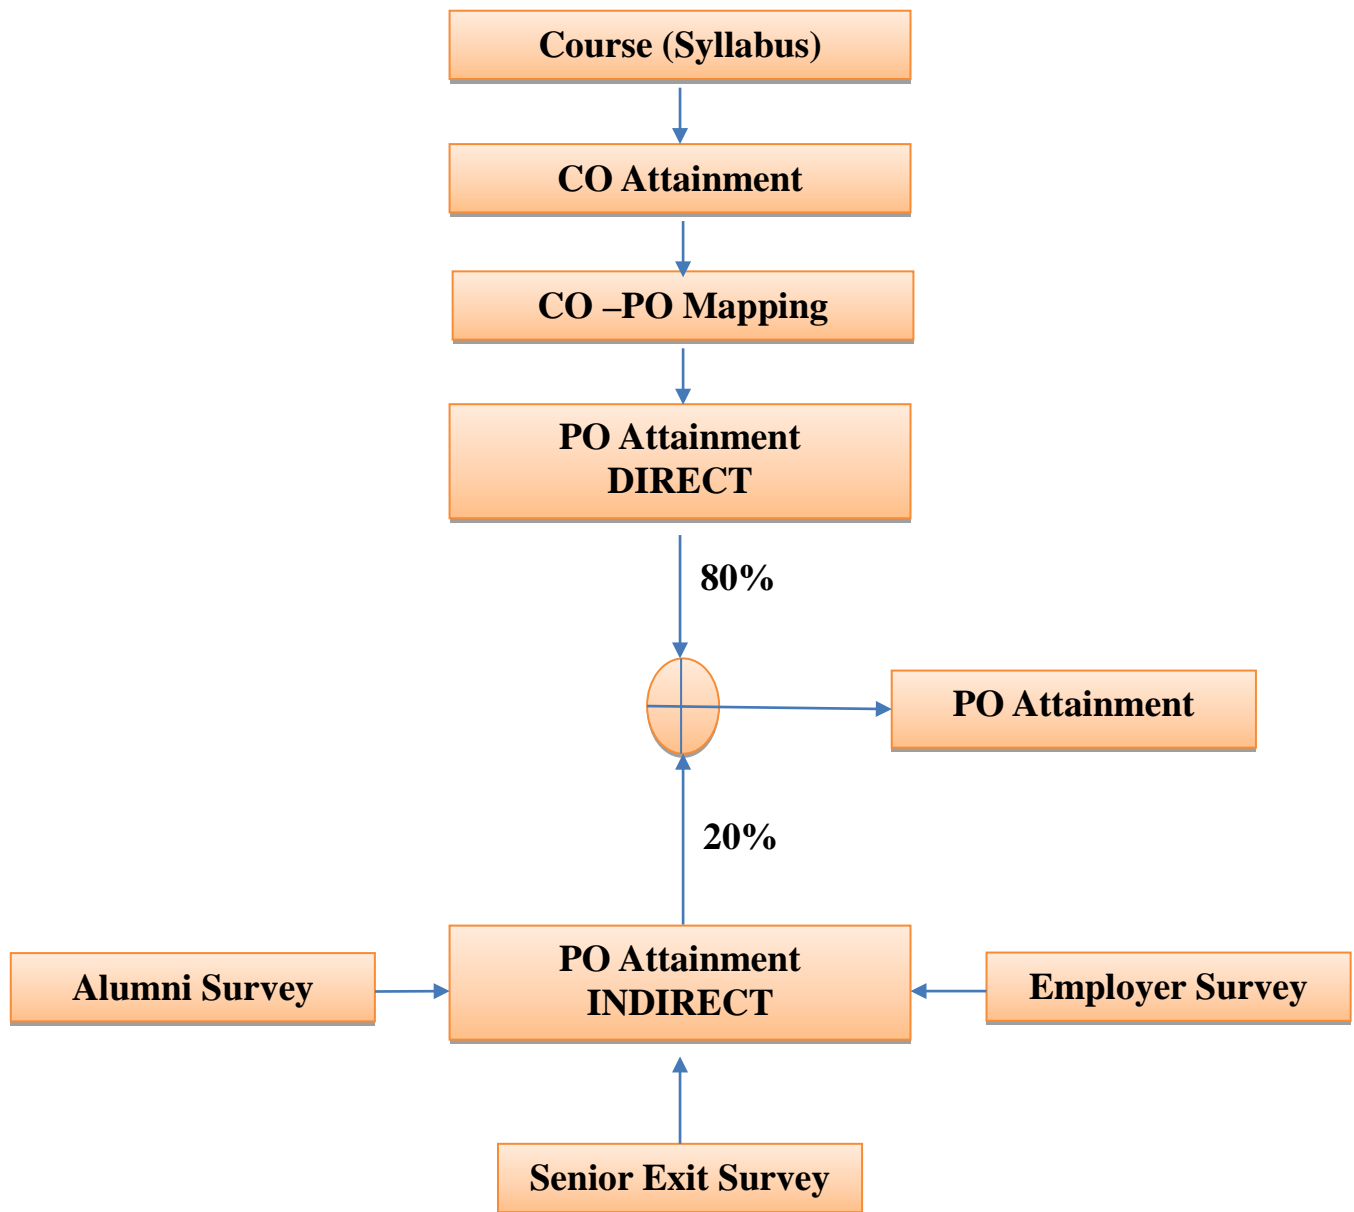 Course (Syllabus)
CO Attainment
CO –PO Mapping
PO Attainment
DIRECT
80%
PO Attainment
20%
PO Attainment
INDIRECT
Alumni Survey
Employer Survey
Senior Exit Survey